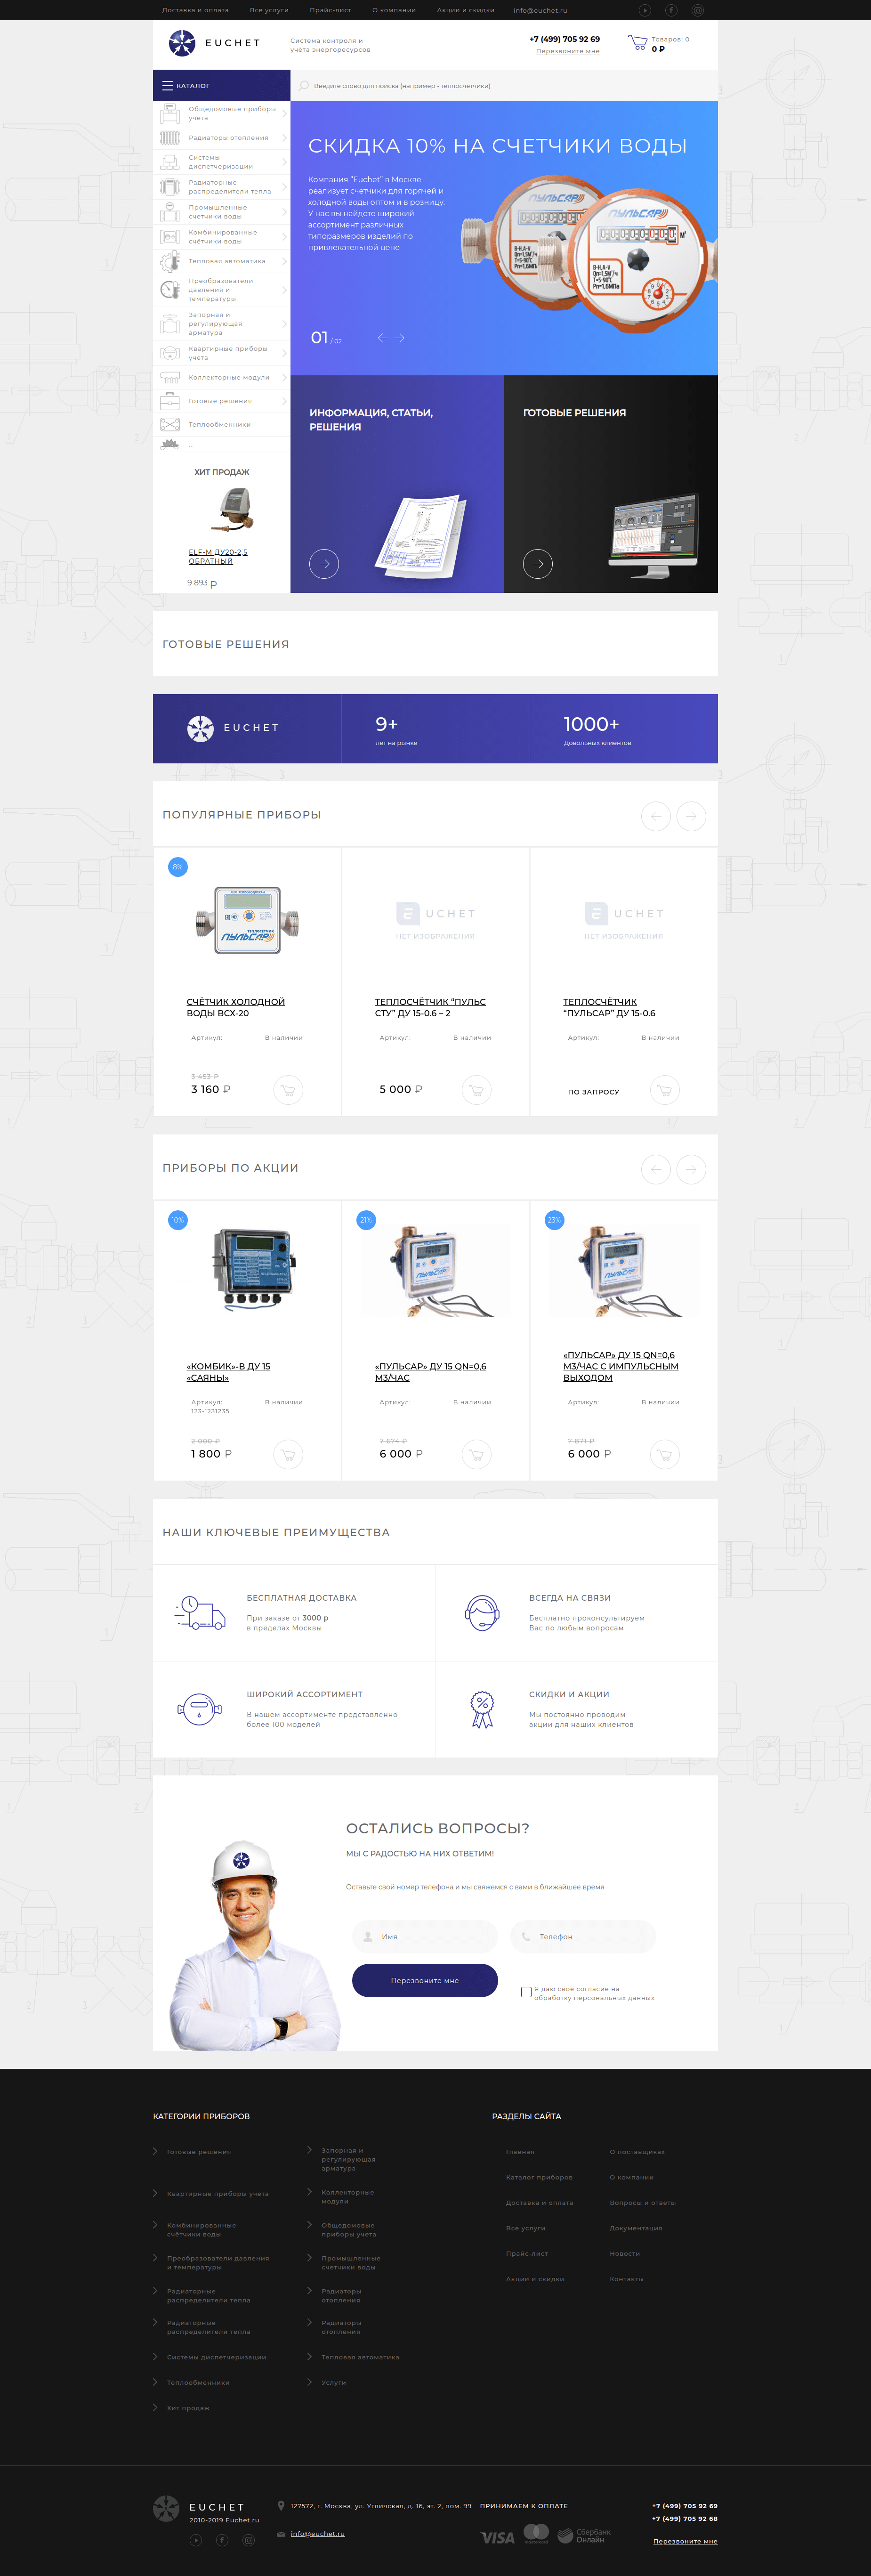 Доставка и оплата
Все услуги
Прайс-лист
О компании
Акции и скидки
info@euchet.ru
EUCHET
Система контроля и
учёта энергоресурсов
+7 (499) 705 92 69
Перезвоните мне
Товаров: 0
0 ₽
КАТАЛОГ
Введите слово для поиска (например - теплосчётчики)
Общедомовые приборы
учета
Радиаторы отопления
Системы
диспетчеризации
Радиаторные
распределители тепла
Промышленные
счетчики воды
Комбинированные
счётчики воды
Тепловая автоматика
Преобразователи
давления и
температуры
Запорная и
регулирующая
арматура
Квартирные приборы
учета
Коллекторные модули
Готовые решения
Теплообменники
...
ХИТ ПРОДАЖ
ELF-M ДУ20-2,5
ОБРАТНЫЙ
9 893 ₽
СКИДКА 10% НА СЧЕТЧИКИ ВОДЫ
Компания "Euchet" в Москве
реализует счетчики для горячей и
холодной воды оптом и в розницу.
У нас вы найдете широкий
ассортимент различных
типоразмеров изделий по
привлекательной цене
ПУЛЬСАР
ПУЛЬСАР
01 / 02
ИНФОРМАЦИЯ, СТАТЬИ,
РЕШЕНИЯ
ГОТОВЫЕ РЕШЕНИЯ
ГОТОВЫЕ РЕШЕНИЯ
EUCHET
9+
лет на рынке
1000+
Довольных клиентов
ПОПУЛЯРНЫЕ ПРИБОРЫ
8%
ПУЛЬСАР
СЧЁТЧИК ХОЛОДНОЙ
ВОДЫ ВСХ-20
Артикул:
В наличии
3 453 ₽
3 160 ₽
UCHET
НЕТ ИЗОБРАЖЕНИЯ
ТЕПЛОСЧЁТЧИК "ПУЛЬС
СТУ" ДУ 15-0.6 – 2
Артикул:
В наличии
5 000 ₽
UCHET
НЕТ ИЗОБРАЖЕНИЯ
ТЕПЛОСЧЁТЧИК
"ПУЛЬСАР" ДУ 15-0.6
Артикул:
В наличии
ПО ЗАПРОСУ
ПРИБОРЫ ПО АКЦИИ
10%
«КОМБИК»-В ДУ 15
«САЯНЫ»
Артикул:
123-1231235
В наличии
2 000 ₽
1 800 ₽
21%
ПУЛЬСАР
«ПУЛЬСАР» ДУ 15 QN=0,6
М3/ЧАС
Артикул:
В наличии
7 674 ₽
6 000 ₽
23%
ПУЛЬСАР
«ПУЛЬСАР» ДУ 15 QN=0,6
М3/ЧАС С ИМПУЛЬСНЫМ
ВЫХОДОМ
Артикул:
В наличии
7 871 ₽
6 000 ₽
НАШИ КЛЮЧЕВЫЕ ПРЕИМУЩЕСТВА
БЕСПЛАТНАЯ ДОСТАВКА
При заказе от 3000 р
в пределах Москвы
ВСЕГДА НА СВЯЗИ
Бесплатно проконсультируем
Вас по любым вопросам
ШИРОКИЙ АССОРТИМЕНТ
В нашем ассортименте представленно
более 100 моделей
СКИДКИ И АКЦИИ
Мы постоянно проводим
акции для наших клиентов
ОСТАЛИСЬ ВОПРОСЫ?
МЫ С РАДОСТЬЮ НА НИХ ОТВЕТИМ!
Оставьте свой номер телефона и мы свяжемся с вами в ближайшее время
Имя
Телефон
Перезвоните мне
Я даю своё согласие на
обработку персональных данных
КАТЕГОРИИ ПРИБОРОВ
Готовые решения
Квартирные приборы учета
Комбинированные
счётчики воды
Преобразователи давления
и температуры
Радиаторные
распределители тепла
Радиаторные
распределители тепла
Системы диспетчеризации
Теплообменники
Хит продаж
Запорная и
регулирующая
арматура
Коллекторные
модули
Общедомовые
приборы учета
Промышленные
счетчики воды
Радиаторы
отопления
Радиаторы
отопления
Тепловая автоматика
Услуги
РАЗДЕЛЫ САЙТА
Главная
Каталог приборов
Доставка и оплата
Все услуги
Прайс-лист
Акции и скидки
О поставщиках
О компании
Вопросы и ответы
Документация
Новости
Контакты
EUCHET
2010-2019 Euchet.ru
127572, г. Москва, ул. Угличская, д. 16, эт. 2, пом. 99
info@euchet.ru
ПРИНИМАЕМ К ОПЛАТЕ
VISA
Сбербанк
Онлайн
+7 (499) 705 92 69
+7 (499) 705 92 68
Перезвоните мне